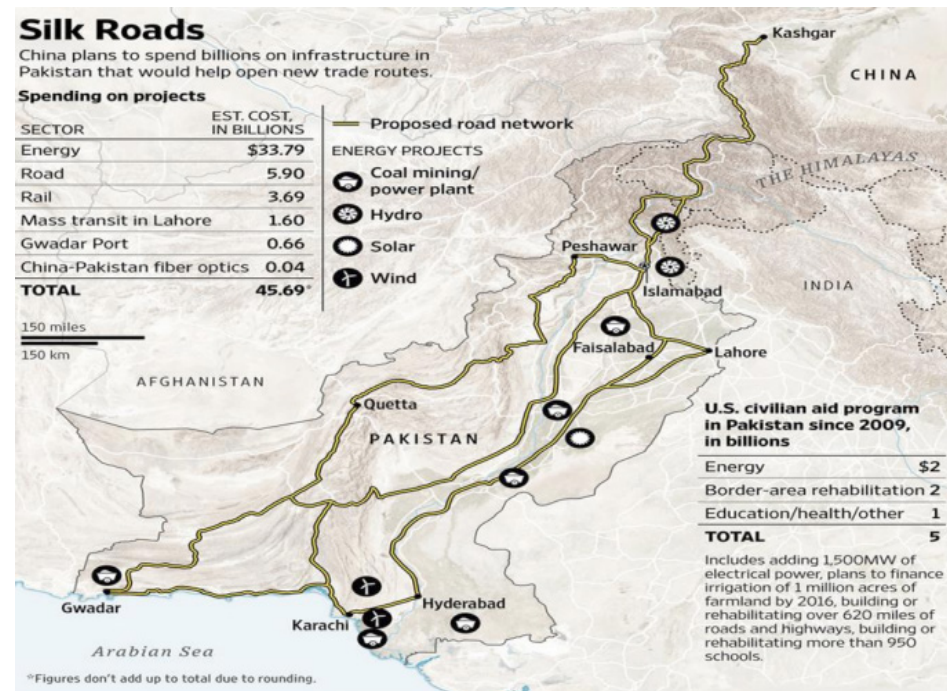 Silk Roads
China plans to spend billions on infrastructure in
Pakistan that would help open new trade routes.
Spending on projects
SECTOR EST. COST, IN BILLIONS
Energy $33.79
Road 5.90
Rail 3.69
Mass transit in Lahore 1.60
Gwadar Port 0.66
China-Pakistan fiber optics 0.04
TOTAL 45.69*
150 miles
150 km
Proposed road network
ENERGY PROJECTS
Coal mining/
power plant
Hydro
Solar
Wind
Kashgar
CHINA
THE HIMALAYAS
Peshawar
Islamabad
INDIA
Faisalabad
Lahore
AFGHANISTAN
Quetta
PAKISTAN
Gwadar
Karachi
Hyderabad
Arabian Sea
U.S. civilian aid program
in Pakistan since 2009,
in billions
Energy $2
Border-area rehabilitation 2
Education/health/other 1
TOTAL 5
Includes adding 1,500MW of
electrical power, plans to finance
irrigation of 1 million acres of
farmland by 2016, building or
rehabilitating over 620 miles of
roads and highways, building or
rehabilitating more than 950
schools.
*Figures don't add up to total due to rounding.